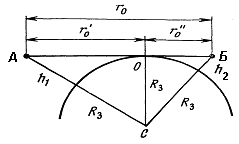 r₀
r₀′ r₀″
А O Б
h₁ R₃ h₂
R₃ R₃
C